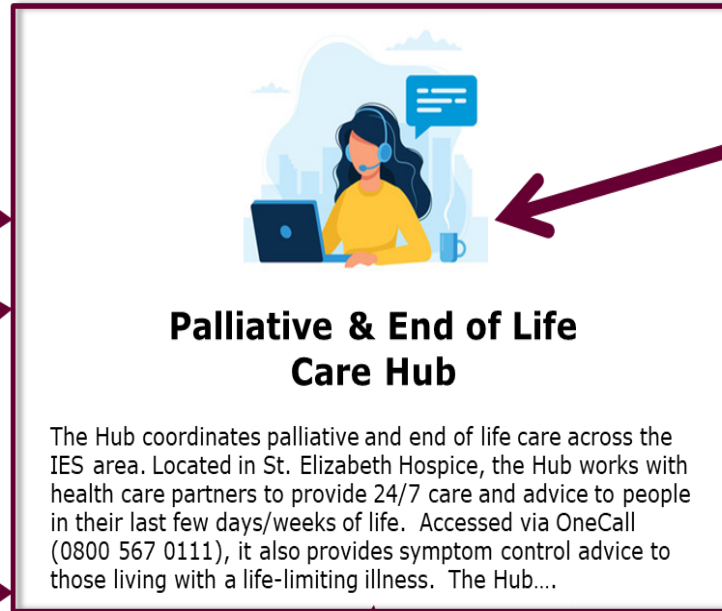 Palliative & End of Life
Care Hub
The Hub coordinates palliative and end of life care across the
IES area. Located in St. Elizabeth Hospice, the Hub works with
health care partners to provide 24/7 care and advice to people
in their last few days/weeks of life.  Accessed via OneCall
(0800 567 0111), it also provides symptom control advice to
those living with a life-limiting illness.  The Hub....